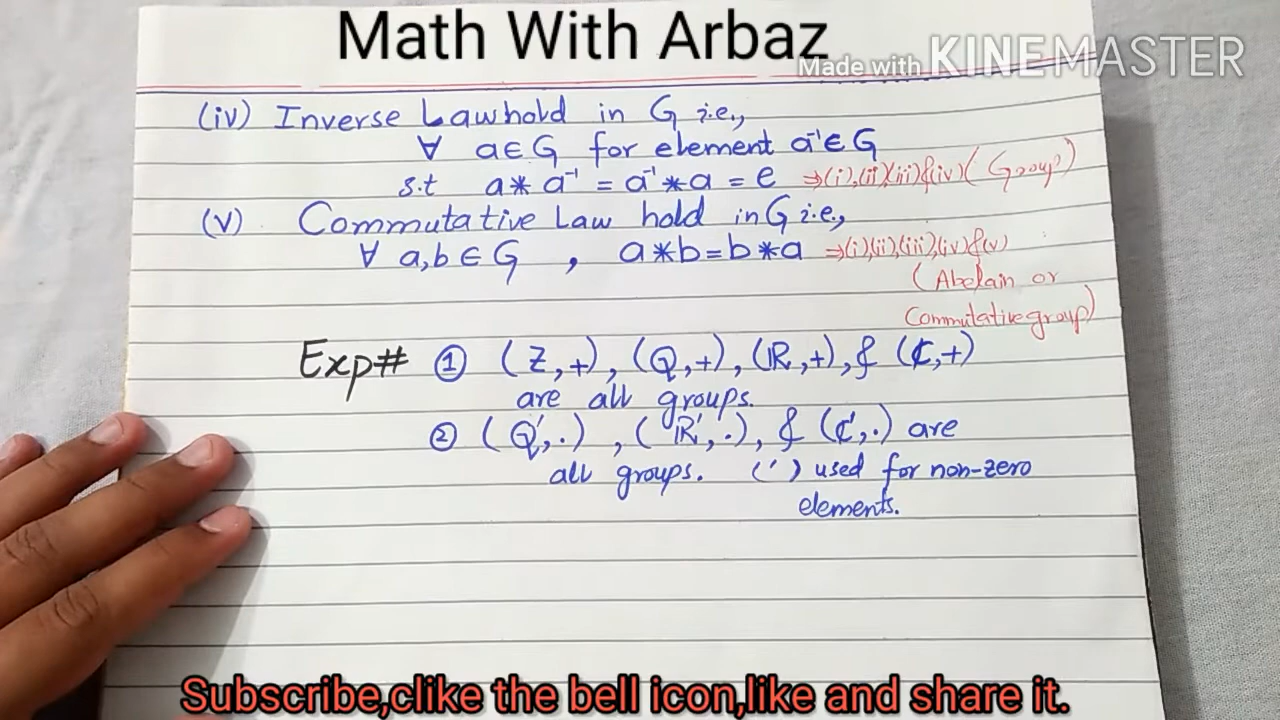 Math With Arbaz
Made with KINEMASTER
(iv) Inverse Law hold in G i.e.,
∀ a∈G for element a⁻¹∈G
s.t a * a⁻¹ = a⁻¹ * a = e ⇒(i),(ii)(iii)&(iv) (Group)
(v) Commutative Law hold in G i.e.,
∀ a,b ∈ G , a * b = b * a ⇒(i),(ii),(iii),(iv)&(v)
(Abelain or
Commutative group)
Exp# ① (Z,+), (Q,+), (ℝ,+), & (₵,+)
are all groups.
② (Q′, .) , (ℝ′, .), & (₵′, .) are
all groups. (′) used for non-zero
elements.
Subscribe,clike the bell icon,like and share it.